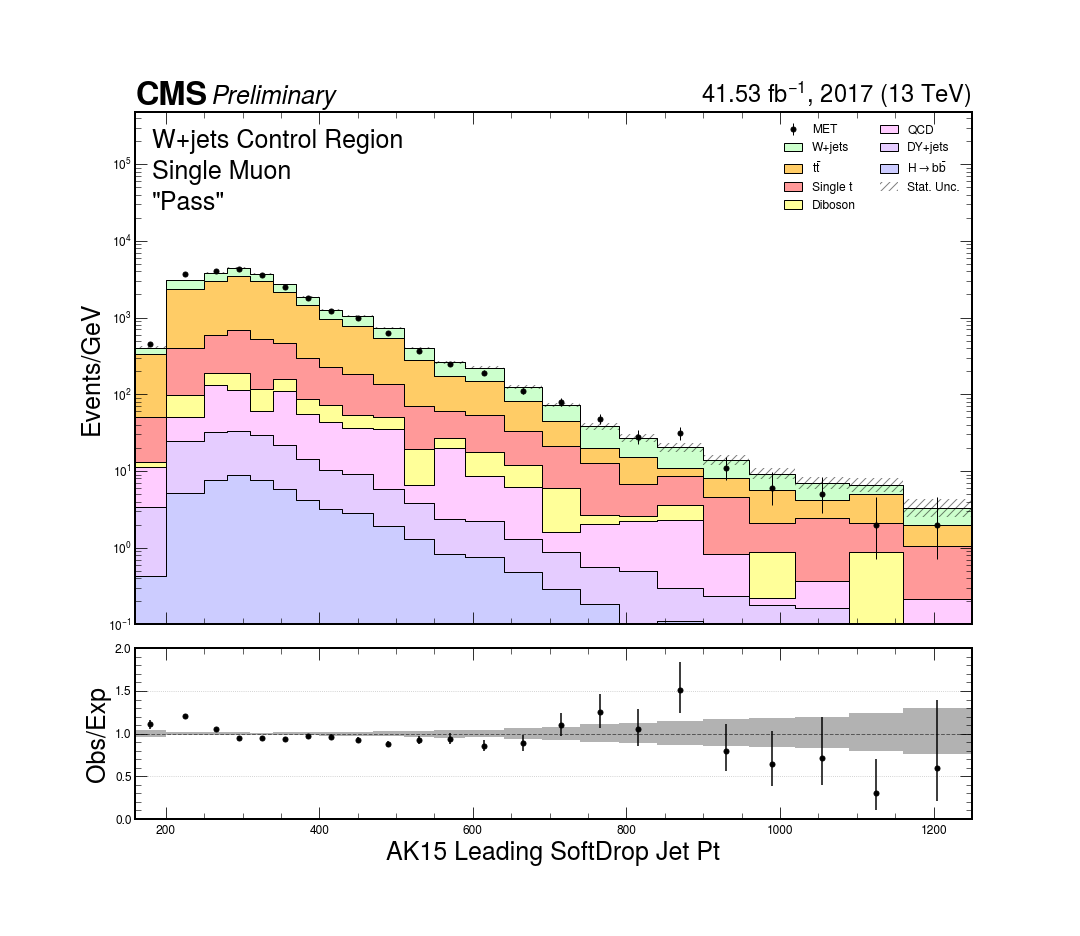 CMS Preliminary
41.53 fb⁻¹, 2017 (13 TeV)
W+jets Control Region
Single Muon
"Pass"
MET
W+jets
tt̄
Single t
Diboson
QCD
DY+jets
H→bb̄
Stat. Unc.
Events/GeV
10⁵
10⁴
10³
10²
10¹
10⁰
10⁻¹
Obs/Exp
2.0
1.5
1.0
0.5
0.0
200 400 600 800 1000 1200
AK15 Leading SoftDrop Jet Pt